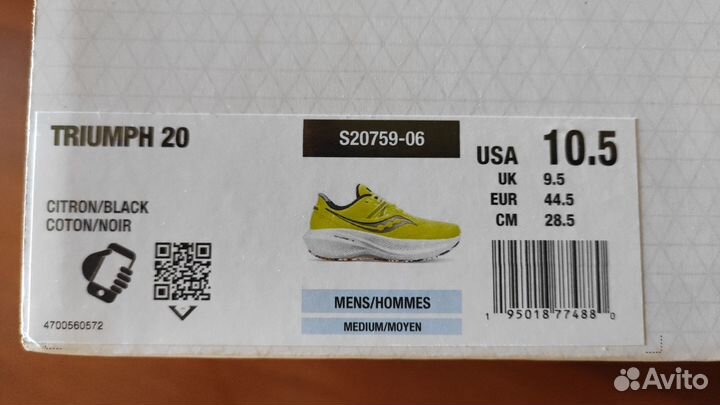 TRIUMPH 20
S20759-06
USA 10.5
UK 9.5
EUR 44.5
CM 28.5
CITRON/BLACK
COTON/NOIR
MENS/HOMMES
MEDIUM/MOYEN
4700560572
1 95018 77488 0
Avito